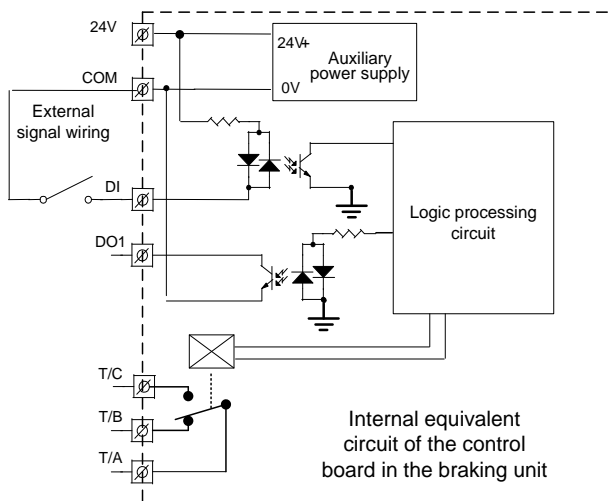 24V
24V+
Auxiliary
power supply
COM
0V
External
signal wiring
DI
Logic processing
circuit
DO1
T/C
T/B
T/A
Internal equivalent
circuit of the control
board in the braking unit